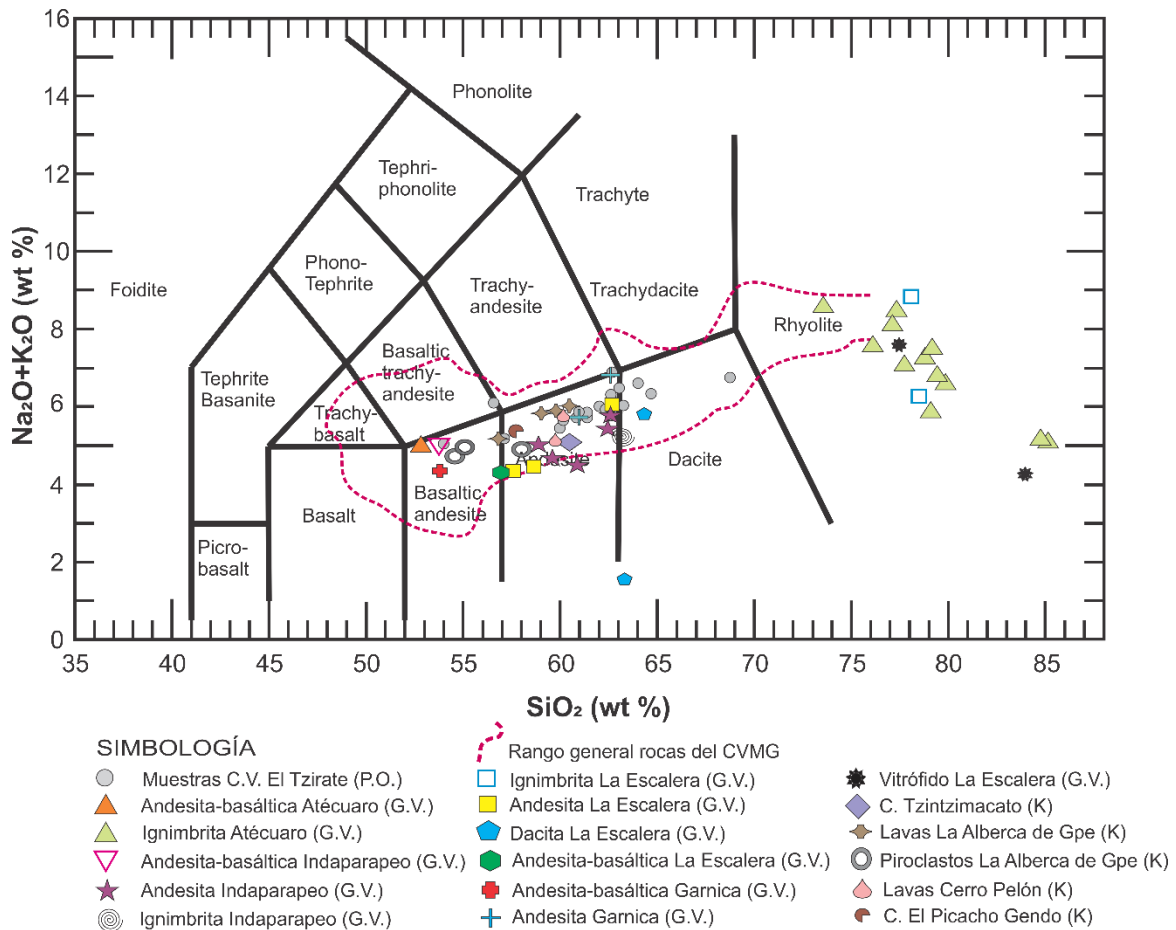 16
14
12
10
8
6
4
2
0
Na₂O+K₂O (wt %)
Phonolite
Tephri-
phonolite
Trachyte
Phono-
Tephrite
Foidite
Trachy-
andesite
Trachydacite
Rhyolite
Basaltic
trachy-
andesite
Tephrite
Basanite
Trachy-
basalt
Andesite
Dacite
Basaltic
andesite
Basalt
Picro-
basalt
35 40 45 50 55 60 65 70 75 80 85
SiO₂ (wt %)
SIMBOLOGÍA
Muestras C.V. El Tzirate (P.O.)
Andesita-basáltica Atécuaro (G.V.)
Ignimbrita Atécuaro (G.V.)
Andesita-basáltica Indaparapeo (G.V.)
Andesita Indaparapeo (G.V.)
Ignimbrita Indaparapeo (G.V.)
Rango general rocas del CVMG
Ignimbrita La Escalera (G.V.)
Andesita La Escalera (G.V.)
Dacita La Escalera (G.V.)
Andesita-basáltica La Escalera (G.V.)
Andesita-basáltica Garnica (G.V.)
Andesita Garnica (G.V.)
Vitrófido La Escalera (G.V.)
C. Tzintzimacato (K)
Lavas La Alberca de Gpe (K)
Piroclastos La Alberca de Gpe (K)
Lavas Cerro Pelón (K)
C. El Picacho Gendo (K)